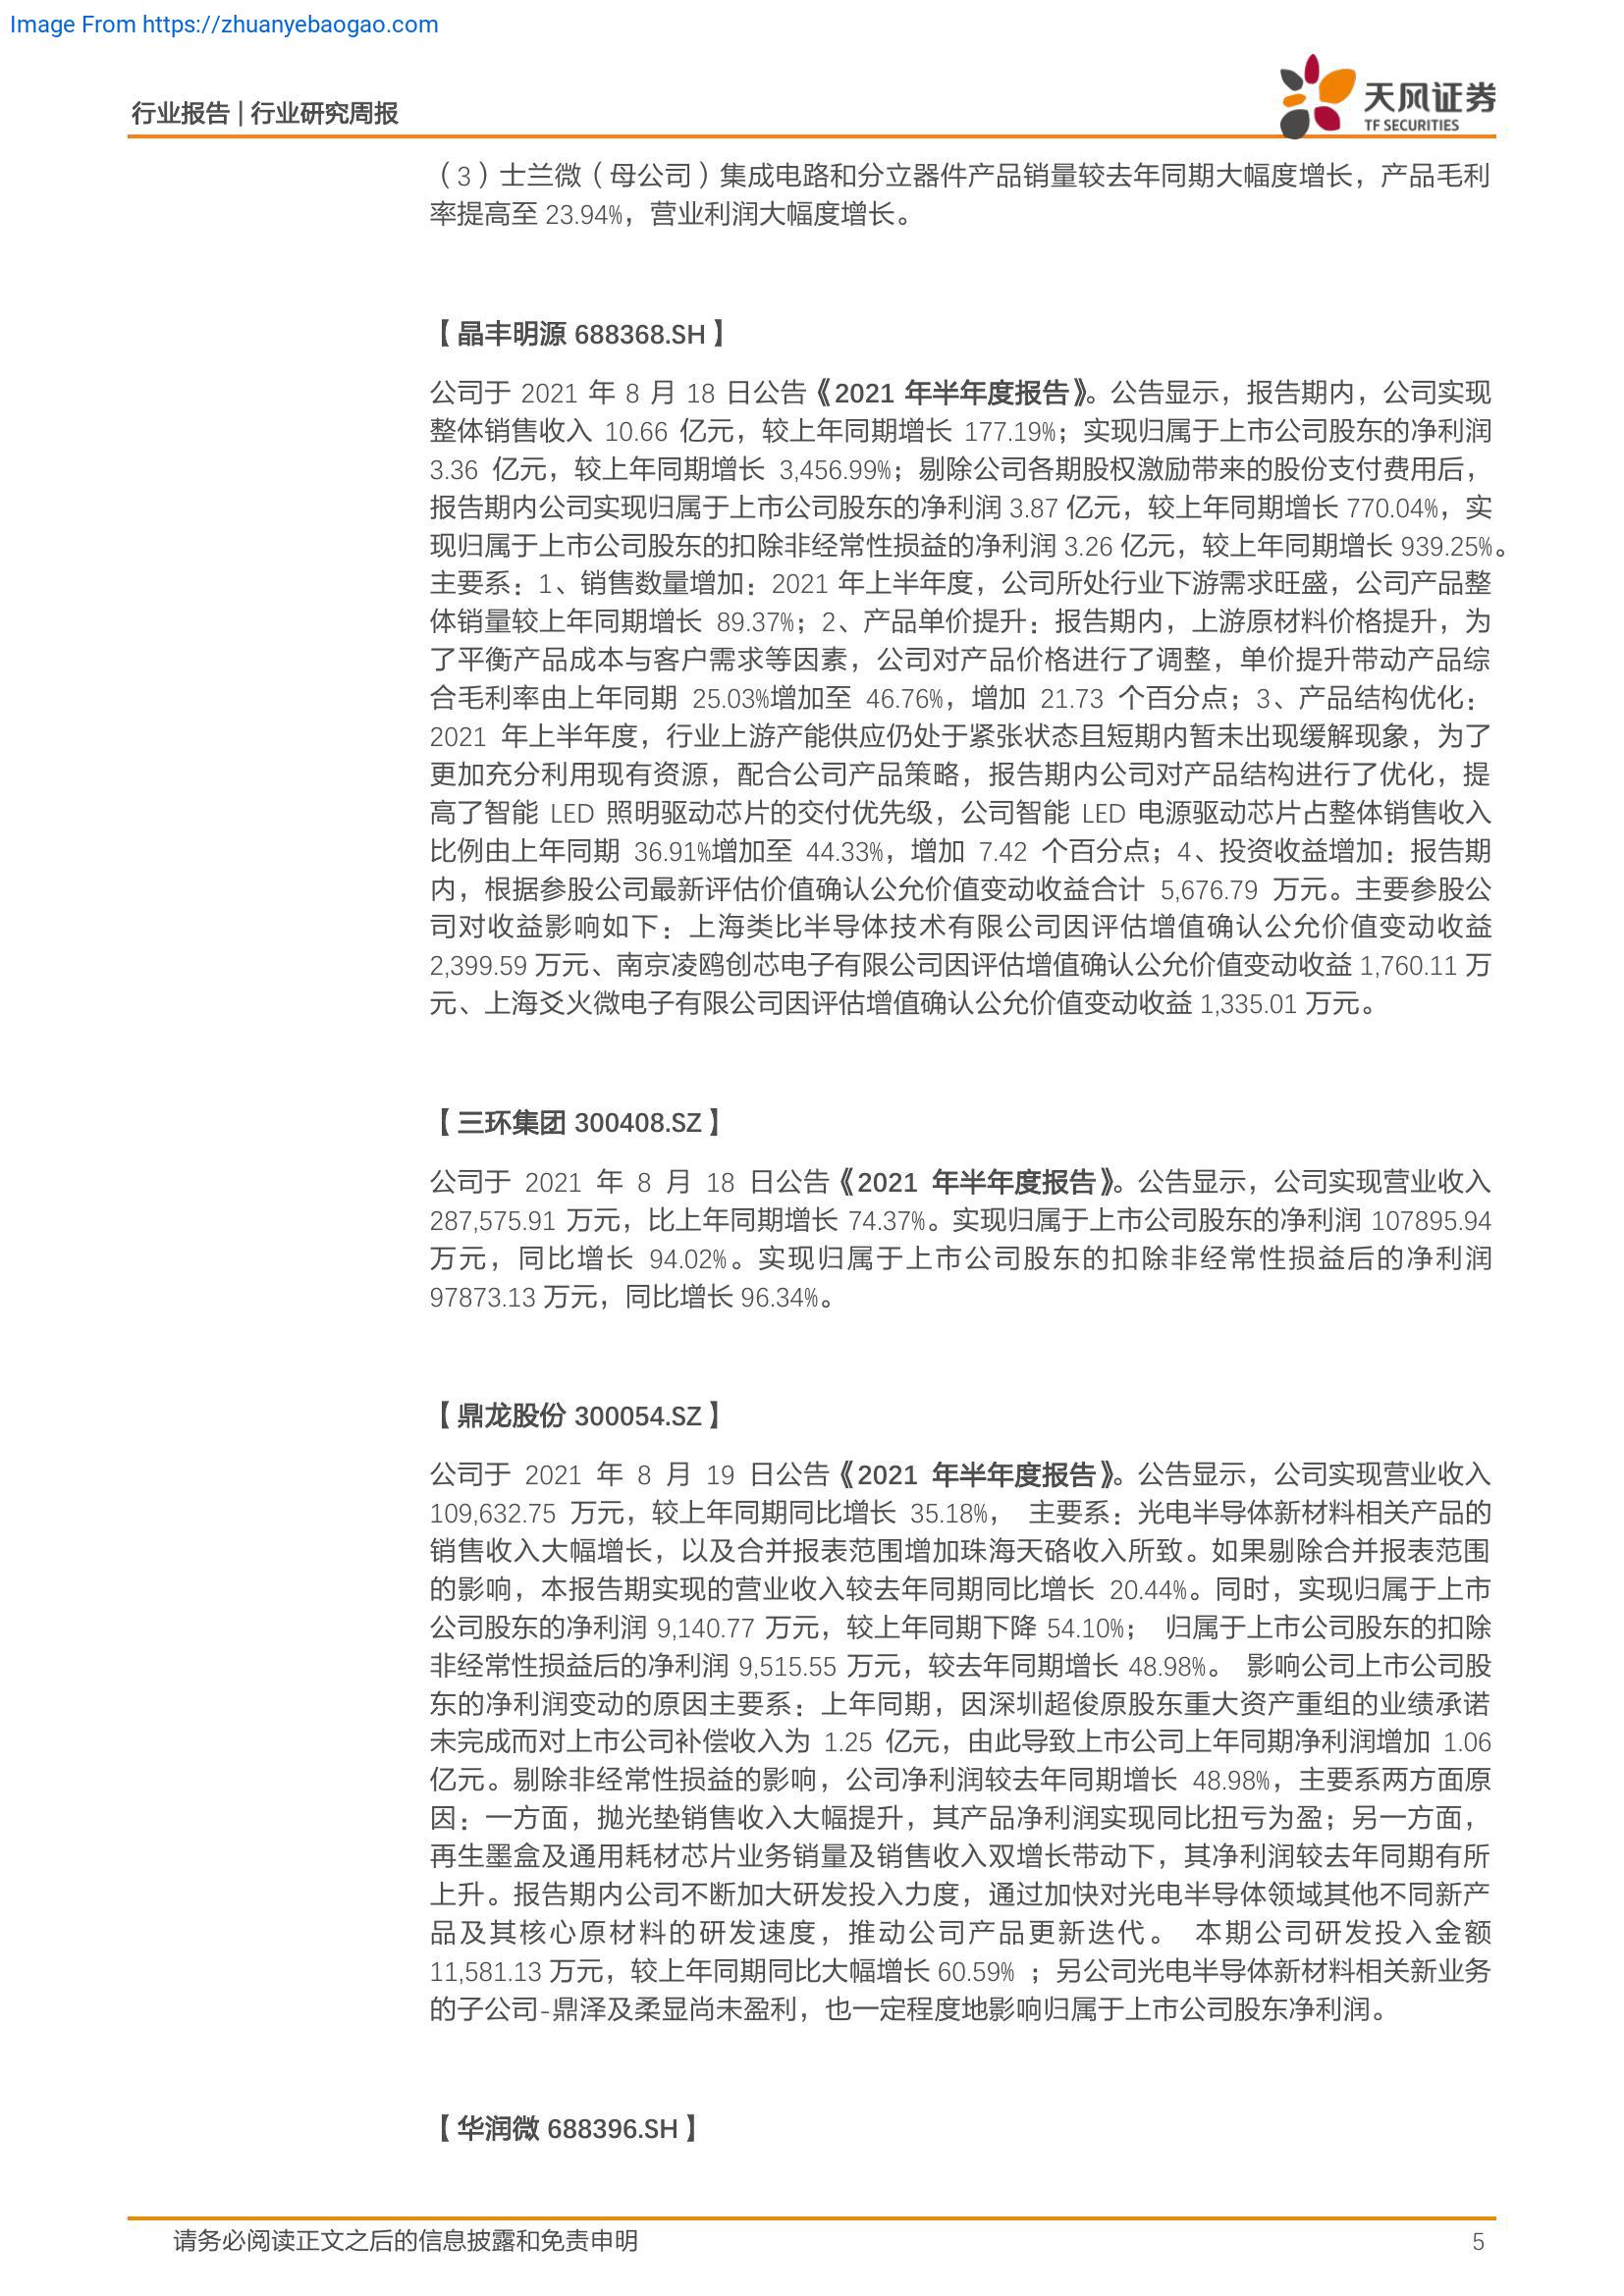 Image From https://zhuanyebaogao.com
行业报告 | 行业研究周报
天风证券
TF SECURITIES
（3）士兰微（母公司）集成电路和分立器件产品销量较去年同期大幅度增长，产品毛利
率提高至 23.94%，营业利润大幅度增长。
【晶丰明源 688368.SH】
公司于 2021 年 8 月 18 日公告《2021 年半年度报告》。公告显示，报告期内，公司实现
整体销售收入 10.66 亿元，较上年同期增长 177.19%；实现归属于上市公司股东的净利润
3.36 亿元，较上年同期增长 3,456.99%；剔除公司各期股权激励带来的股份支付费用后，
报告期内公司实现归属于上市公司股东的净利润 3.87 亿元，较上年同期增长 770.04%，实
现归属于上市公司股东的扣除非经常性损益的净利润 3.26 亿元，较上年同期增长 939.25%。
主要系：1、销售数量增加：2021 年上半年度，公司所处行业下游需求旺盛，公司产品整
体销量较上年同期增长 89.37%；2、产品单价提升：报告期内，上游原材料价格提升，为
了平衡产品成本与客户需求等因素，公司对产品价格进行了调整，单价提升带动产品综
合毛利率由上年同期 25.03%增加至 46.76%，增加 21.73 个百分点；3、产品结构优化：
2021 年上半年度，行业上游产能供应仍处于紧张状态且短期内暂未出现缓解现象，为了
更加充分利用现有资源，配合公司产品策略，报告期内公司对产品结构进行了优化，提
高了智能 LED 照明驱动芯片的交付优先级，公司智能 LED 电源驱动芯片占整体销售收入
比例由上年同期 36.91%增加至 44.33%，增加 7.42 个百分点；4、投资收益增加：报告期
内，根据参股公司最新评估价值确认公允价值变动收益合计 5,676.79 万元。主要参股公
司对收益影响如下：上海类比半导体技术有限公司因评估增值确认公允价值变动收益
2,399.59 万元、南京凌鸥创芯电子有限公司因评估增值确认公允价值变动收益 1,760.11 万
元、上海爻火微电子有限公司因评估增值确认公允价值变动收益 1,335.01 万元。
【三环集团 300408.SZ】
公司于 2021 年 8 月 18 日公告《2021 年半年度报告》。公告显示，公司实现营业收入
287,575.91 万元，比上年同期增长 74.37%。实现归属于上市公司股东的净利润 107895.94
万元，同比增长 94.02%。实现归属于上市公司股东的扣除非经常性损益后的净利润
97873.13 万元，同比增长 96.34%。
【鼎龙股份 300054.SZ】
公司于 2021 年 8 月 19 日公告《2021 年半年度报告》。公告显示，公司实现营业收入
109,632.75 万元，较上年同期同比增长 35.18%， 主要系：光电半导体新材料相关产品的
销售收入大幅增长，以及合并报表范围增加珠海天硌收入所致。如果剔除合并报表范围
的影响，本报告期实现的营业收入较去年同期同比增长 20.44%。同时，实现归属于上市
公司股东的净利润 9,140.77 万元，较上年同期下降 54.10%； 归属于上市公司股东的扣除
非经常性损益后的净利润 9,515.55 万元，较去年同期增长 48.98%。 影响公司上市公司股
东的净利润变动的原因主要系：上年同期，因深圳超俊原股东重大资产重组的业绩承诺
未完成而对上市公司补偿收入为 1.25 亿元，由此导致上市公司上年同期净利润增加 1.06
亿元。剔除非经常性损益的影响，公司净利润较去年同期增长 48.98%，主要系两方面原
因：一方面，抛光垫销售收入大幅提升，其产品净利润实现同比扭亏为盈；另一方面，
再生墨盒及通用耗材芯片业务销量及销售收入双增长带动下，其净利润较去年同期有所
上升。报告期内公司不断加大研发投入力度，通过加快对光电半导体领域其他不同新产
品及其核心原材料的研发速度，推动公司产品更新迭代。 本期公司研发投入金额
11,581.13 万元，较上年同期同比大幅增长 60.59% ；另公司光电半导体新材料相关新业务
的子公司-鼎泽及柔显尚未盈利，也一定程度地影响归属于上市公司股东净利润。
【华润微 688396.SH】
请务必阅读正文之后的信息披露和免责申明
5